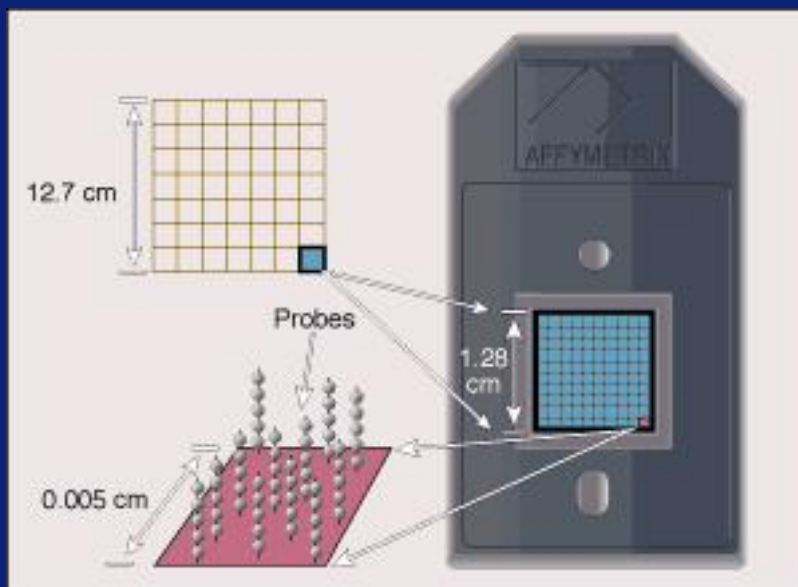 AFFYMETRIX
12.7 cm
Probes
1.28
cm
0.005 cm